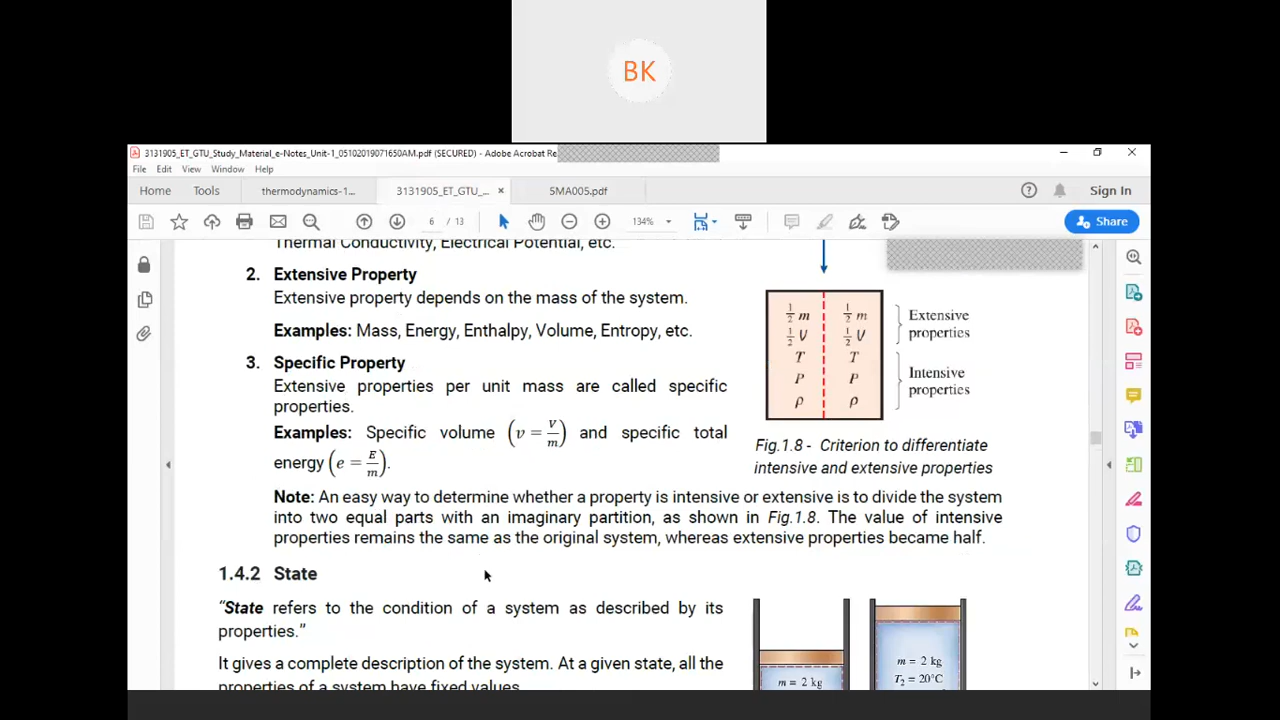 BK
3131905_ET_GTU_Study_Material_e-Notes_Unit-1_05102019071650AM.pdf (SECURED) - Adobe Acrobat Re
File Edit View Window Help
Home Tools thermodynamics-1... 3131905_ET_GTU_... × SMA005.pdf Sign In
6 / 13 134% Share
Thermal Conductivity, Electrical Potential, etc.
2. Extensive Property
Extensive property depends on the mass of the system.
Examples: Mass, Energy, Enthalpy, Volume, Entropy, etc.
3. Specific Property
Extensive properties per unit mass are called specific
properties.
Examples: Specific volume (v = V/m) and specific total
energy (e = E/m).
½ m ½ m
½ V ½ V
T T
P P
ρ ρ
Extensive
properties
Intensive
properties
Fig.1.8 - Criterion to differentiate
intensive and extensive properties
Note: An easy way to determine whether a property is intensive or extensive is to divide the system
into two equal parts with an imaginary partition, as shown in Fig.1.8. The value of intensive
properties remains the same as the original system, whereas extensive properties became half.
1.4.2 State
“State refers to the condition of a system as described by its
properties.”
It gives a complete description of the system. At a given state, all the
properties of a system have fixed values.
m = 2 kg
m = 2 kg
T₂ = 20°C